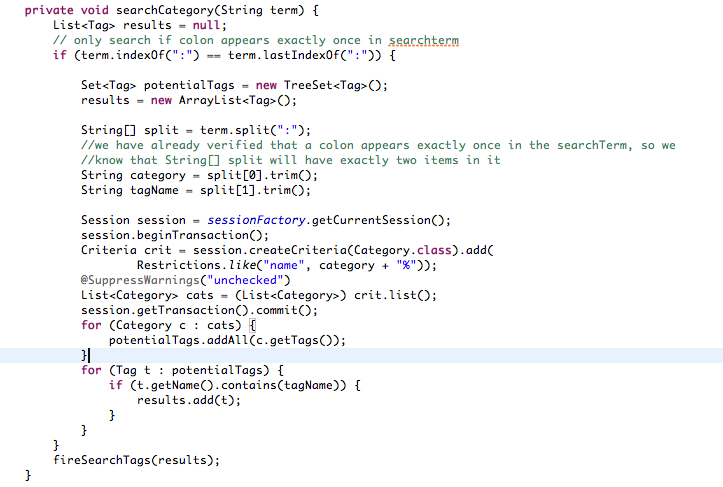 private void searchCategory(String term) {
List<Tag> results = null;
// only search if colon appears exactly once in searchterm
if (term.indexOf(":") == term.lastIndexOf(":")) {
Set<Tag> potentialTags = new TreeSet<Tag>();
results = new ArrayList<Tag>();
String[] split = term.split(":");
//we have already verified that a colon appears exactly once in the searchTerm, so we
//know that String[] split will have exactly two items in it
String category = split[0].trim();
String tagName = split[1].trim();
Session session = sessionFactory.getCurrentSession();
session.beginTransaction();
Criteria crit = session.createCriteria(Category.class).add(
Restrictions.like("name", category + "%"));
@SuppressWarnings("unchecked")
List<Category> cats = (List<Category>) crit.list();
session.getTransaction().commit();
for (Category c : cats) {
potentialTags.addAll(c.getTags());
}
for (Tag t : potentialTags) {
if (t.getName().contains(tagName)) {
results.add(t);
}
}
}
fireSearchTags(results);
}